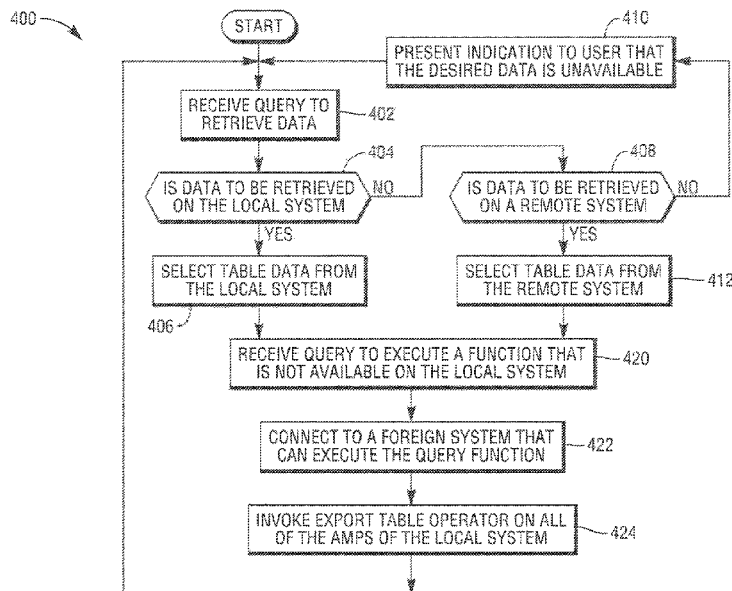 400
START
410
PRESENT INDICATION TO USER THAT
THE DESIRED DATA IS UNAVAILABLE
RECEIVE QUERY TO
RETRIEVE DATA
402
404
408
IS DATA TO BE RETRIEVED
ON THE LOCAL SYSTEM
NO
IS DATA TO BE RETRIEVED
ON A REMOTE SYSTEM
NO
YES
YES
SELECT TABLE DATA FROM
THE LOCAL SYSTEM
406
SELECT TABLE DATA FROM
THE REMOTE SYSTEM
412
RECEIVE QUERY TO EXECUTE A FUNCTION THAT
IS NOT AVAILABLE ON THE LOCAL SYSTEM
420
CONNECT TO A FOREIGN SYSTEM THAT
CAN EXECUTE THE QUERY FUNCTION
422
INVOKE EXPORT TABLE OPERATOR ON ALL
OF THE AMPS OF THE LOCAL SYSTEM
424